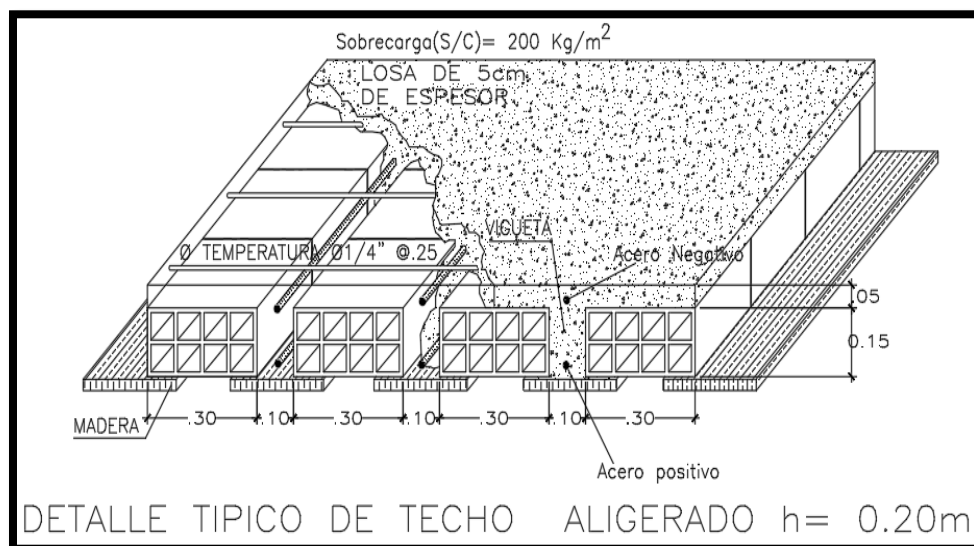 Sobrecarga(S/C)= 200 Kg/m²
LOSA DE 5cm
DE ESPESOR
VIGUETA
Ø TEMPERATURA Ø1/4" @.25
Acero Negativo
.05
0.15
MADERA
.30 .10 .30 .10 .30 .10 .30
Acero positivo
DETALLE TIPICO DE TECHO ALIGERADO h= 0.20m